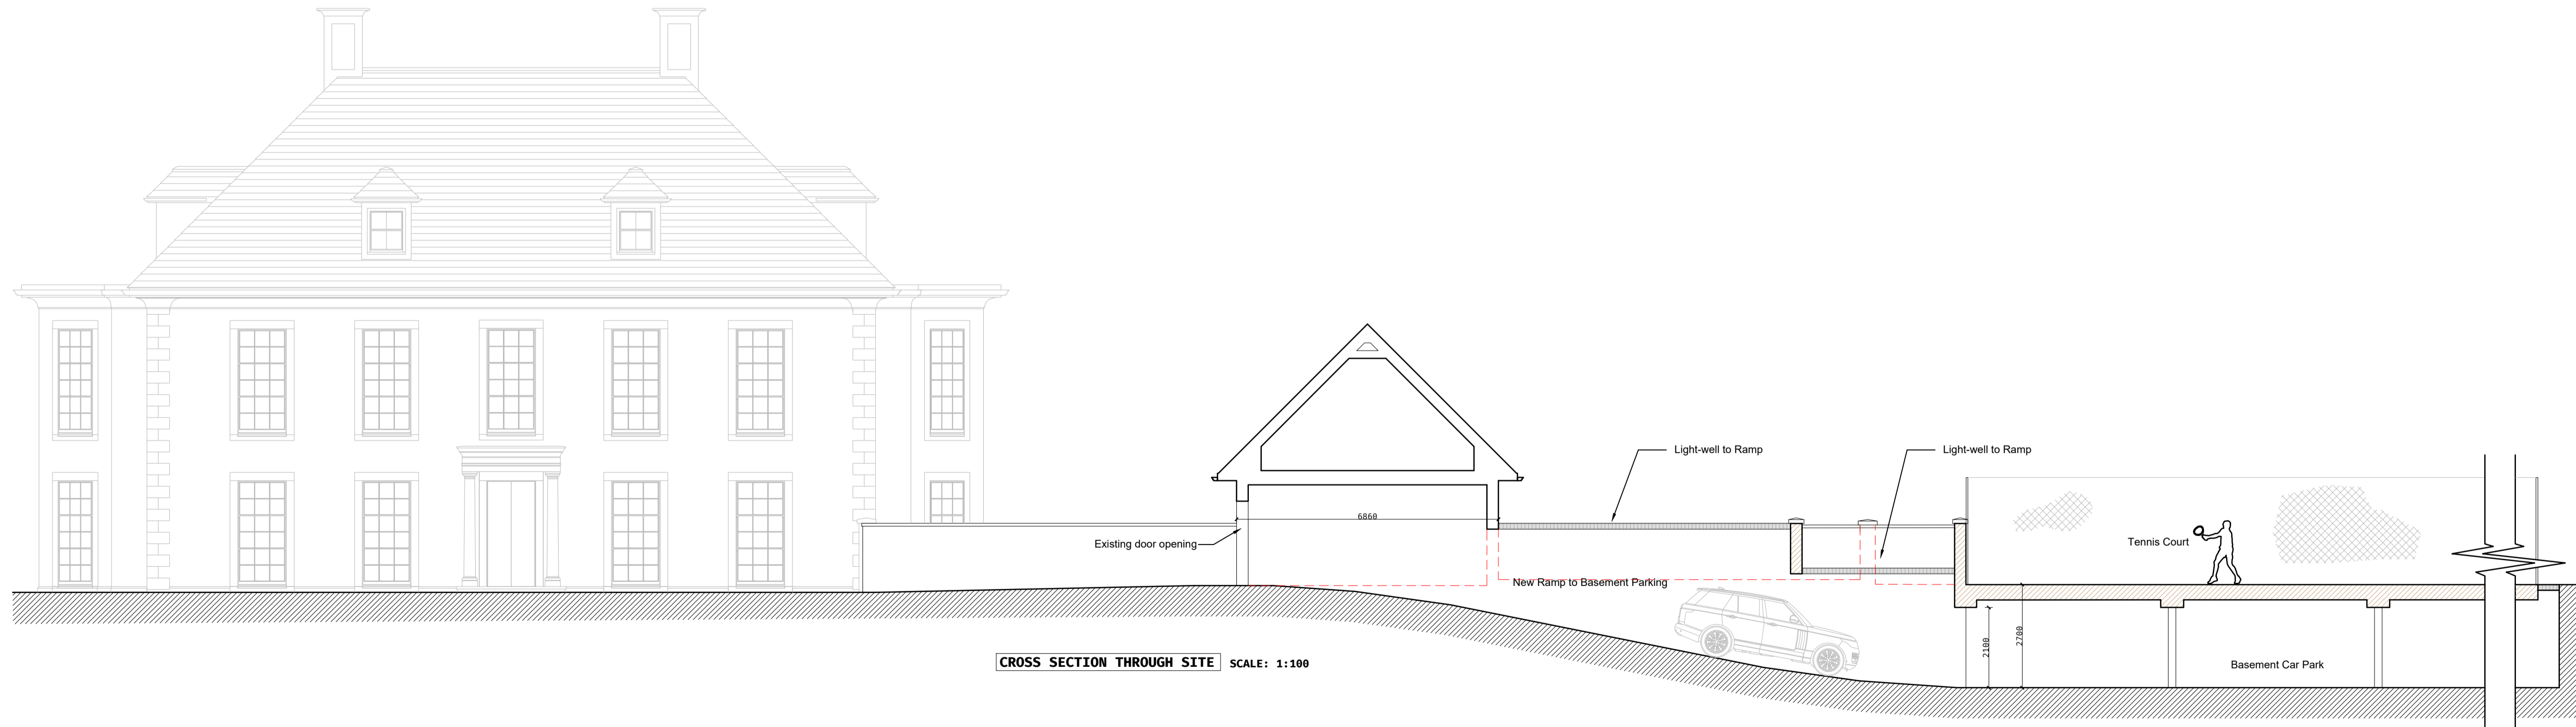 Light-well to Ramp
Light-well to Ramp
6860
Existing door opening
Tennis Court
New Ramp to Basement Parking
2100
2700
CROSS SECTION THROUGH SITE SCALE: 1:100
Basement Car Park